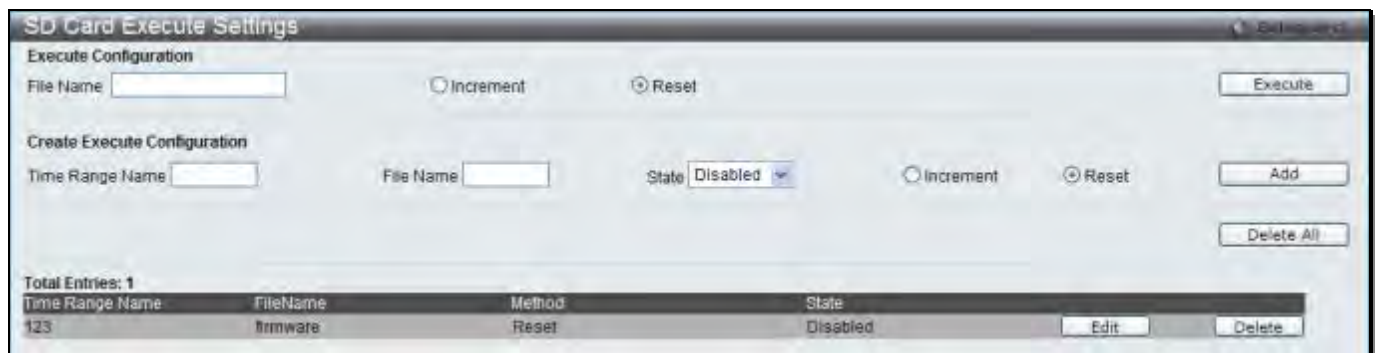 SD Card Execute Settings
Execute Configuration
File Name Increment Reset Execute
Create Execute Configuration
Time Range Name File Name State Disabled Increment Reset Add
Delete All
Total Entries: 1
Time Range Name FileName Method State
123 firmware Reset Disabled Edit Delete